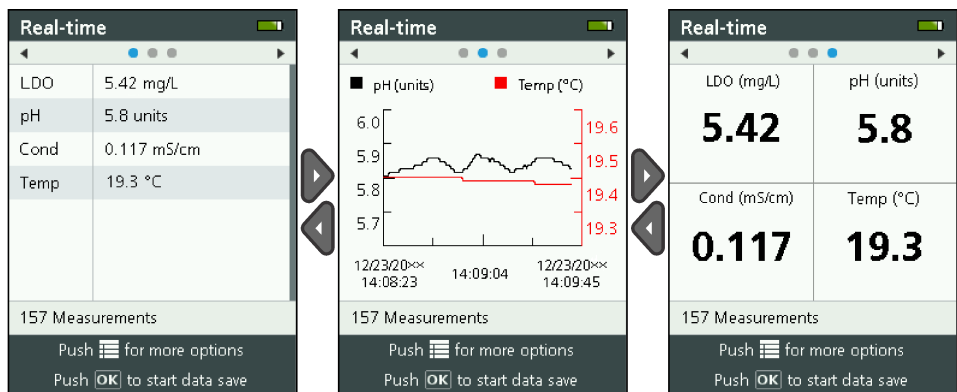 Real-time
LDO 5.42 mg/L
pH 5.8 units
Cond 0.117 mS/cm
Temp 19.3 °C
157 Measurements
Push for more options
Push OK to start data save
Real-time
pH (units) Temp (°C)
6.0 19.6
5.9 19.5
5.8 19.4
5.7 19.3
12/23/20×× 14:09:04 12/23/20××
14:08:23 14:09:45
157 Measurements
Push for more options
Push OK to start data save
Real-time
LDO (mg/L) pH (units)
5.42 5.8
Cond (mS/cm) Temp (°C)
0.117 19.3
157 Measurements
Push for more options
Push OK to start data save